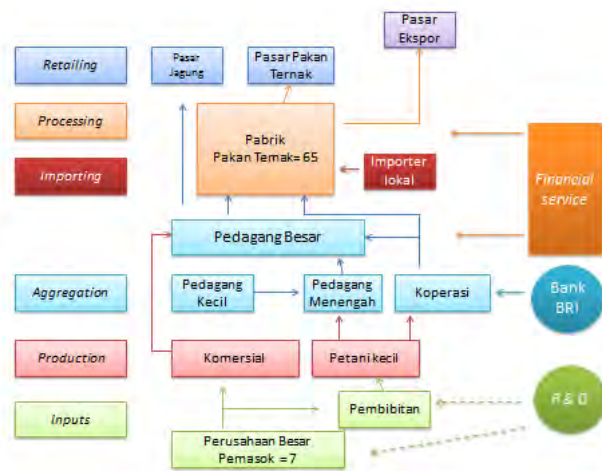 Pasar
Ekspor
Retailing
Pasar
Jagung
Pasar Pakan
Ternak
Processing
Pabrik
Pakan Ternak= 65
Importing
Importer
lokal
Financial
service
Pedagang Besar
Aggregation
Pedagang
Kecil
Pedagang
Menengah
Koperasi
Bank
BRI
Production
Komersial
Petani kecil
Inputs
Pembibitan
R & D
Perusahaan Besar
Pemasok = 7